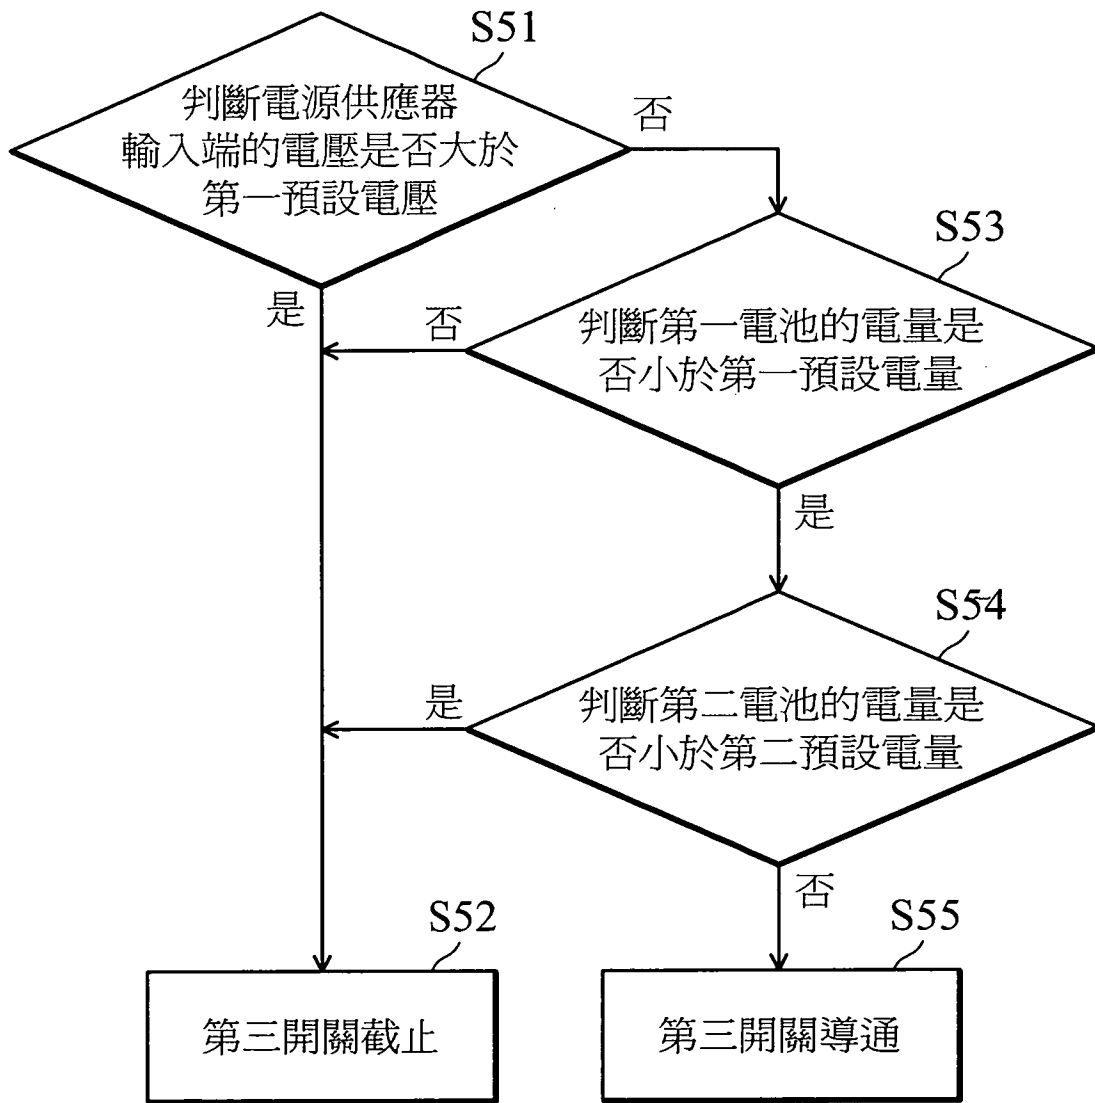 S51
判斷電源供應器
輸入端的電壓是否大於
第一預設電壓
否
是
S53
判斷第一電池的電量是
否小於第一預設電量
否
是
S54
判斷第二電池的電量是
否小於第二預設電量
是
否
S52
第三開關截止
S55
第三開關導通